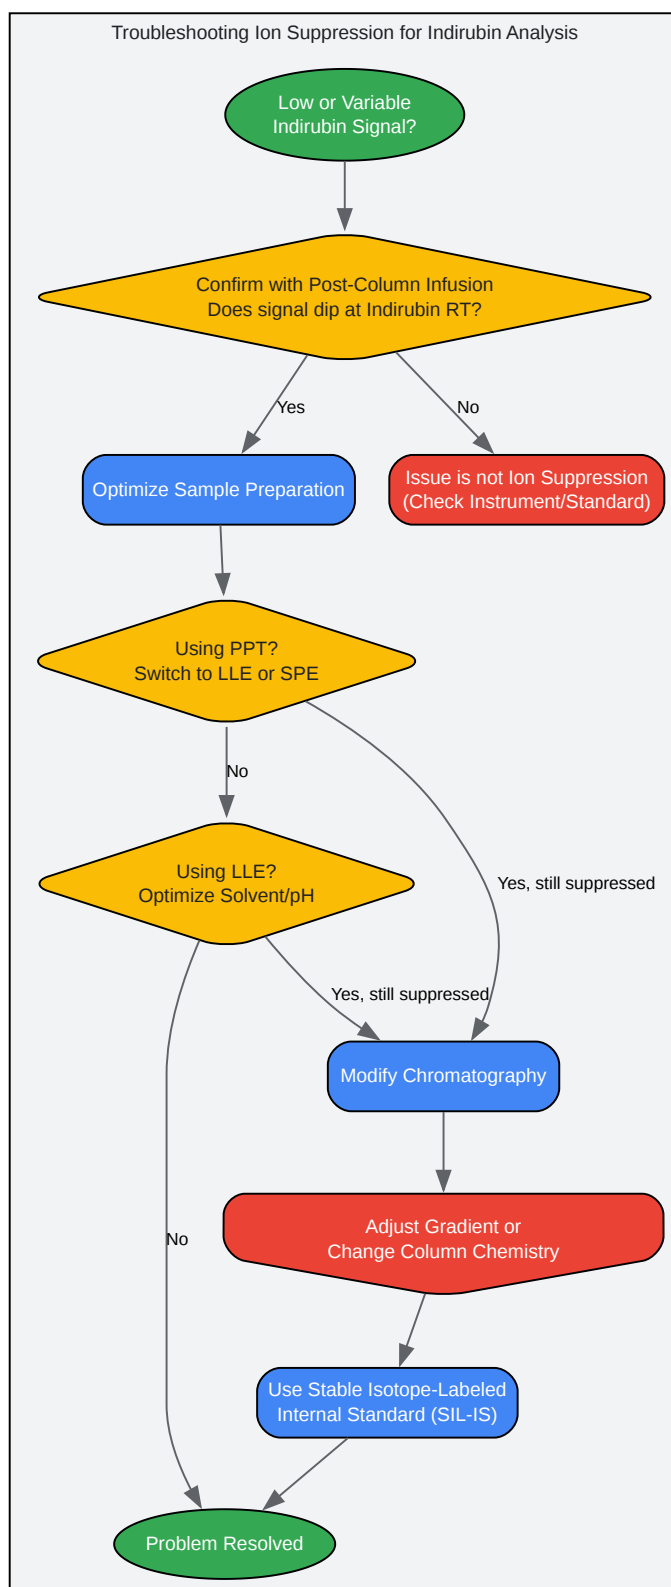 Troubleshooting Ion Suppression for Indirubin Analysis
Low or Variable
Indirubin Signal?
Confirm with Post-Column Infusion
Does signal dip at Indirubin RT?
Yes
No
Optimize Sample Preparation
Issue is not Ion Suppression
(Check Instrument/Standard)
Using PPT?
Switch to LLE or SPE
No
Using LLE?
Optimize Solvent/pH
Yes, still suppressed
Yes, still suppressed
Modify Chromatography
Adjust Gradient or
Change Column Chemistry
No
Use Stable Isotope-Labeled
Internal Standard (SIL-IS)
Problem Resolved